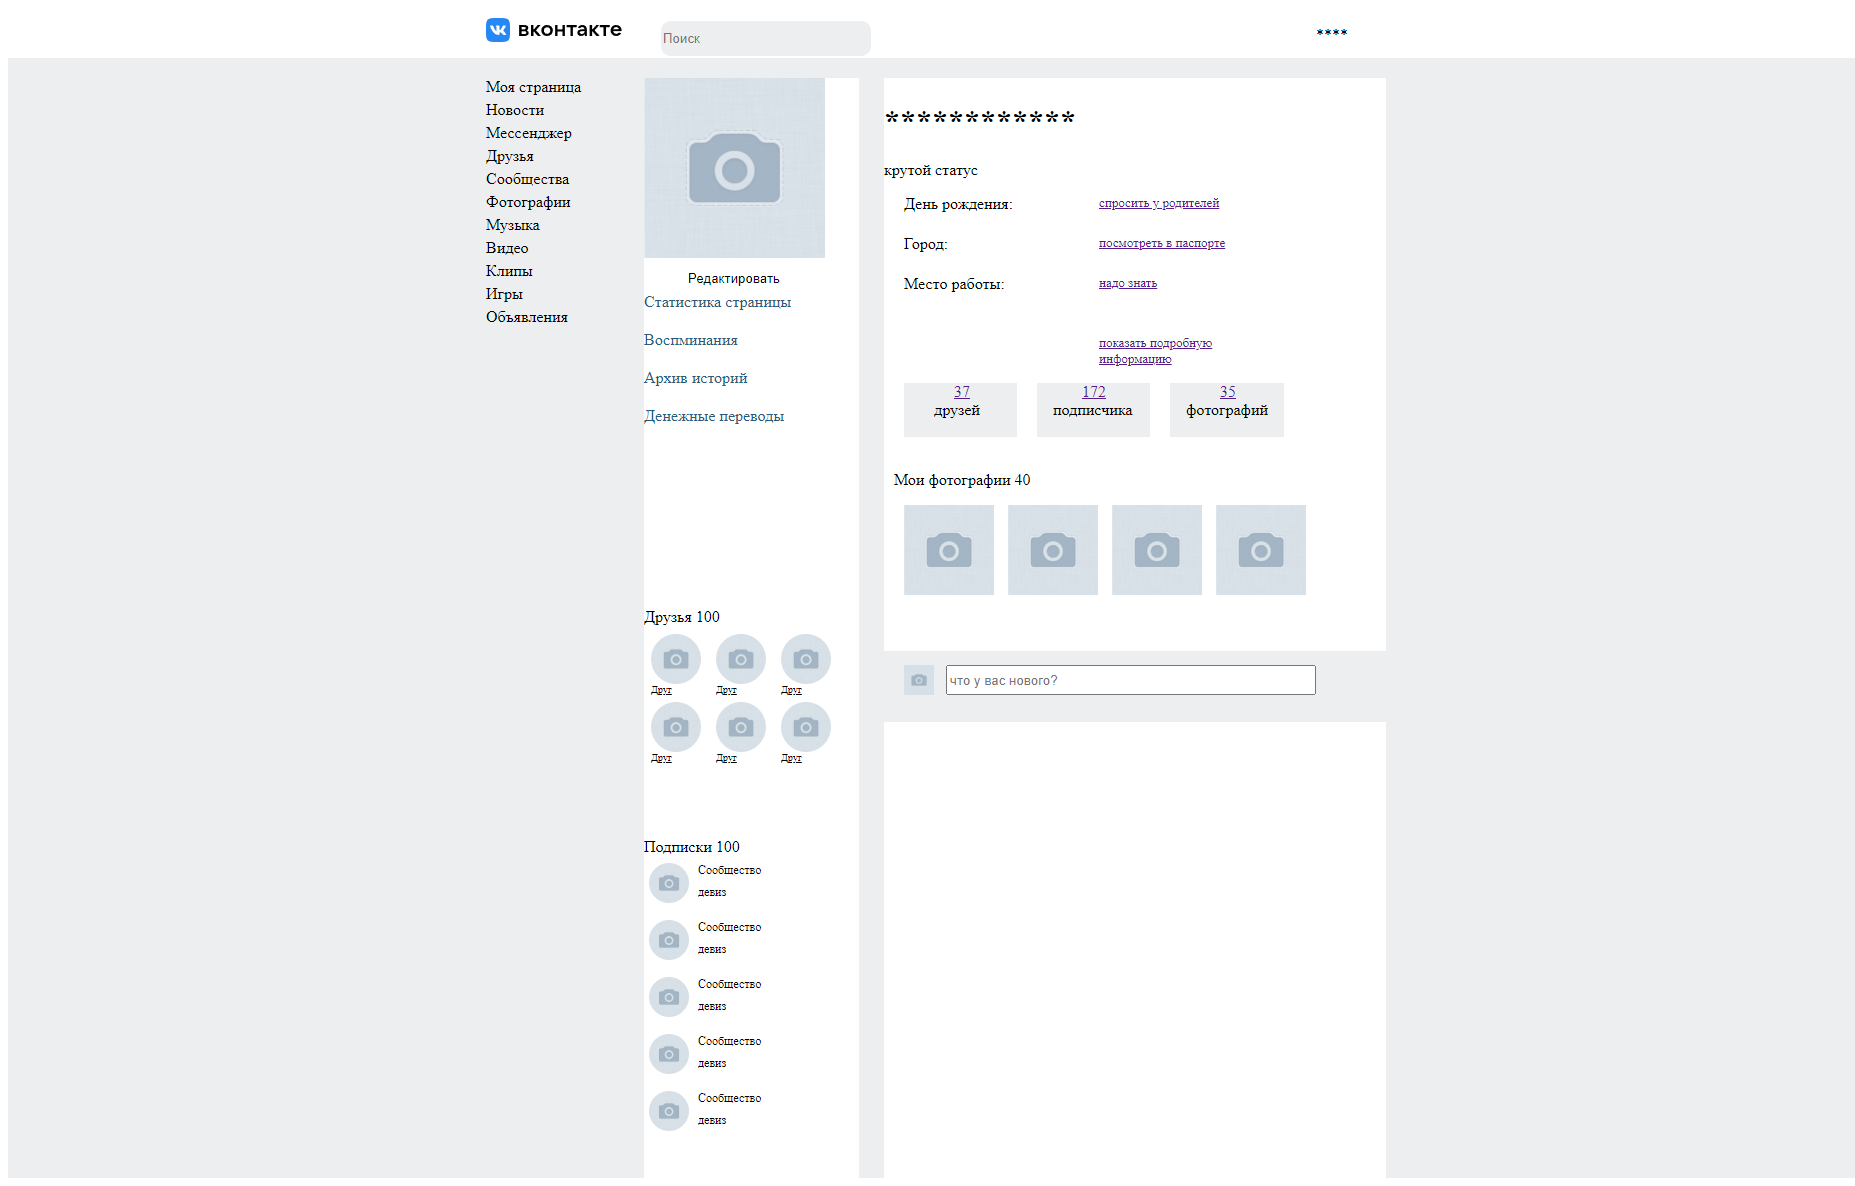 вконтакте
Поиск
****
Моя страница
Новости
Мессенджер
Друзья
Сообщества
Фотографии
Музыка
Видео
Клипы
Игры
Объявления
Редактировать
Статистика страницы
Воспминания
Архив историй
Денежные переводы
Друзья 100
Друг Друг Друг
Друг Друг Друг
Подписки 100
Сообщество
девиз
Сообщество
девиз
Сообщество
девиз
Сообщество
девиз
Сообщество
девиз
************
крутой статус
День рождения: спросить у родителей
Город: посмотреть в паспорте
Место работы: надо знать
показать подробную
информацию
37 172 35
друзей подписчика фотографий
Мои фотографии 40
что у вас нового?